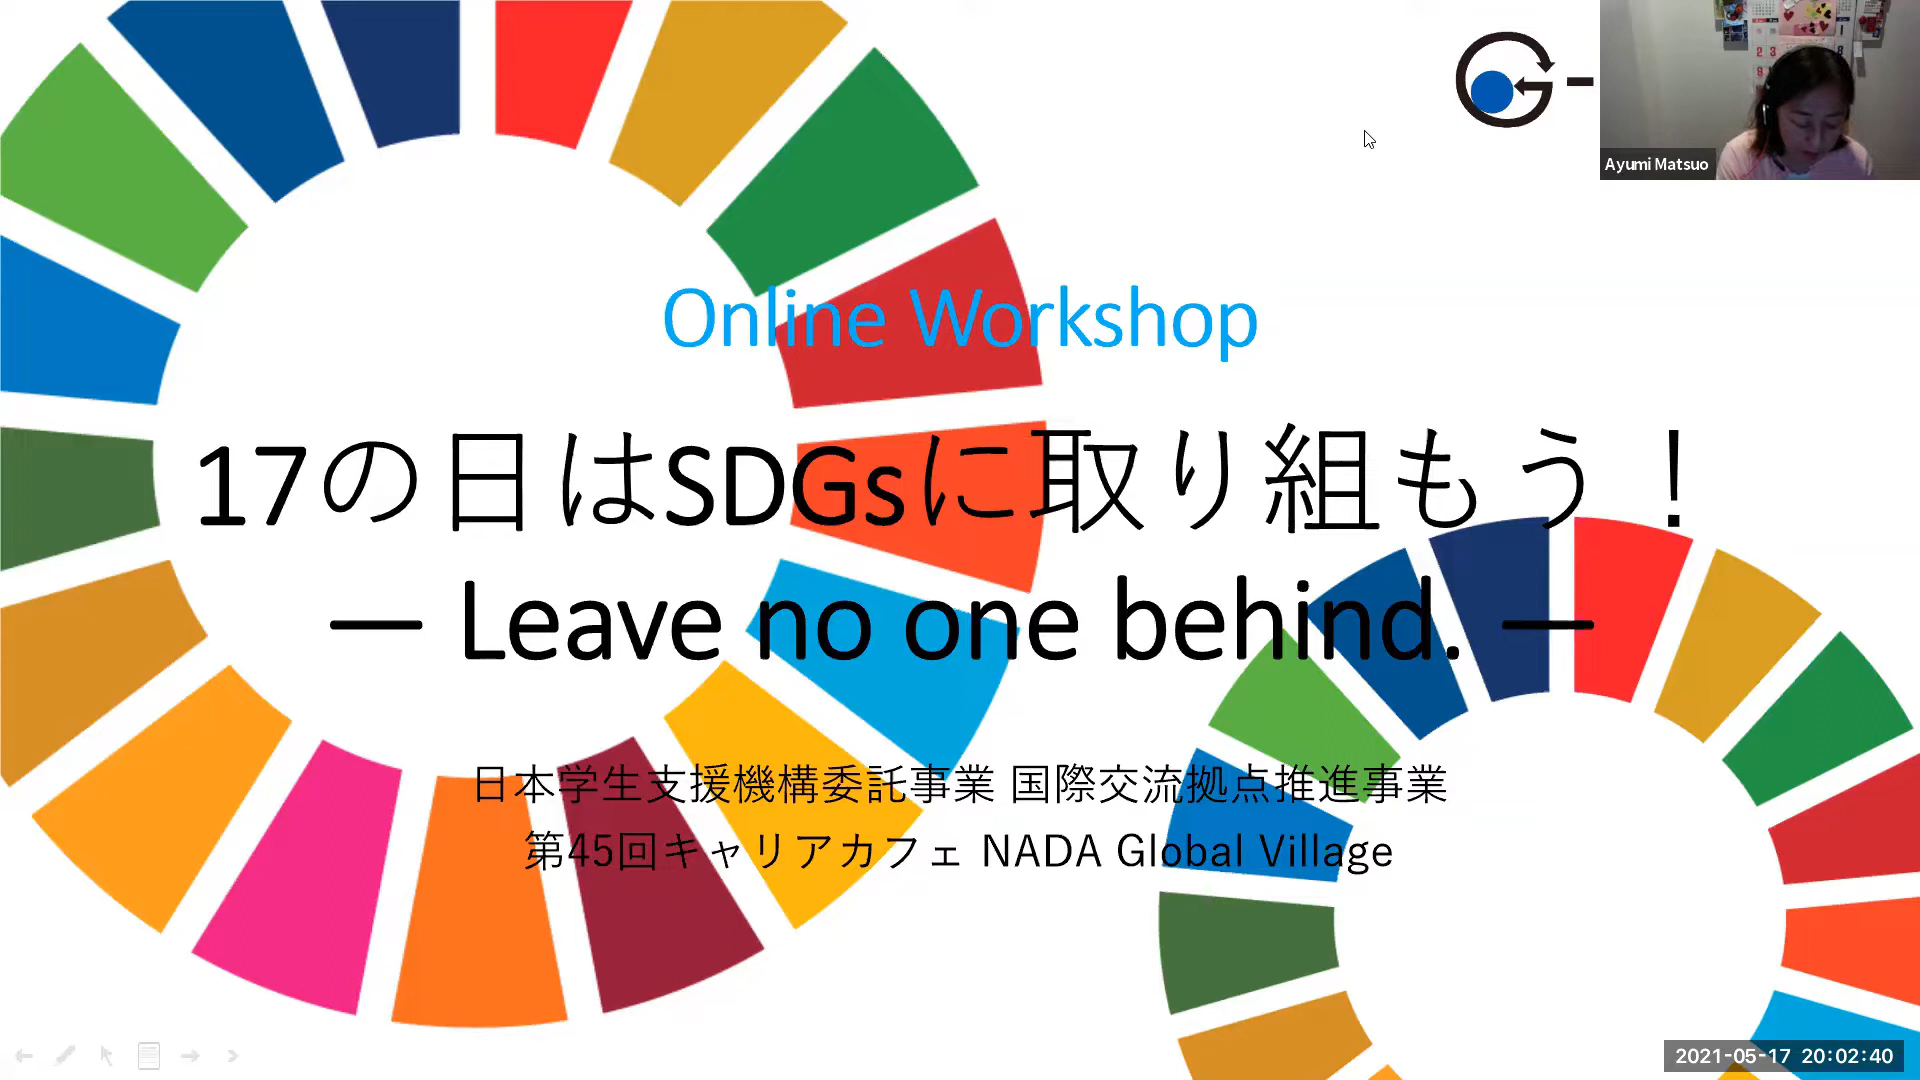 Ayumi Matsuo
Online Workshop
17の日はSDGsに取り組もう！
— Leave no one behind. —
日本学生支援機構委託事業 国際交流拠点推進事業
第45回キャリアカフェ NADA Global Village
2021-05-17 20:02:40